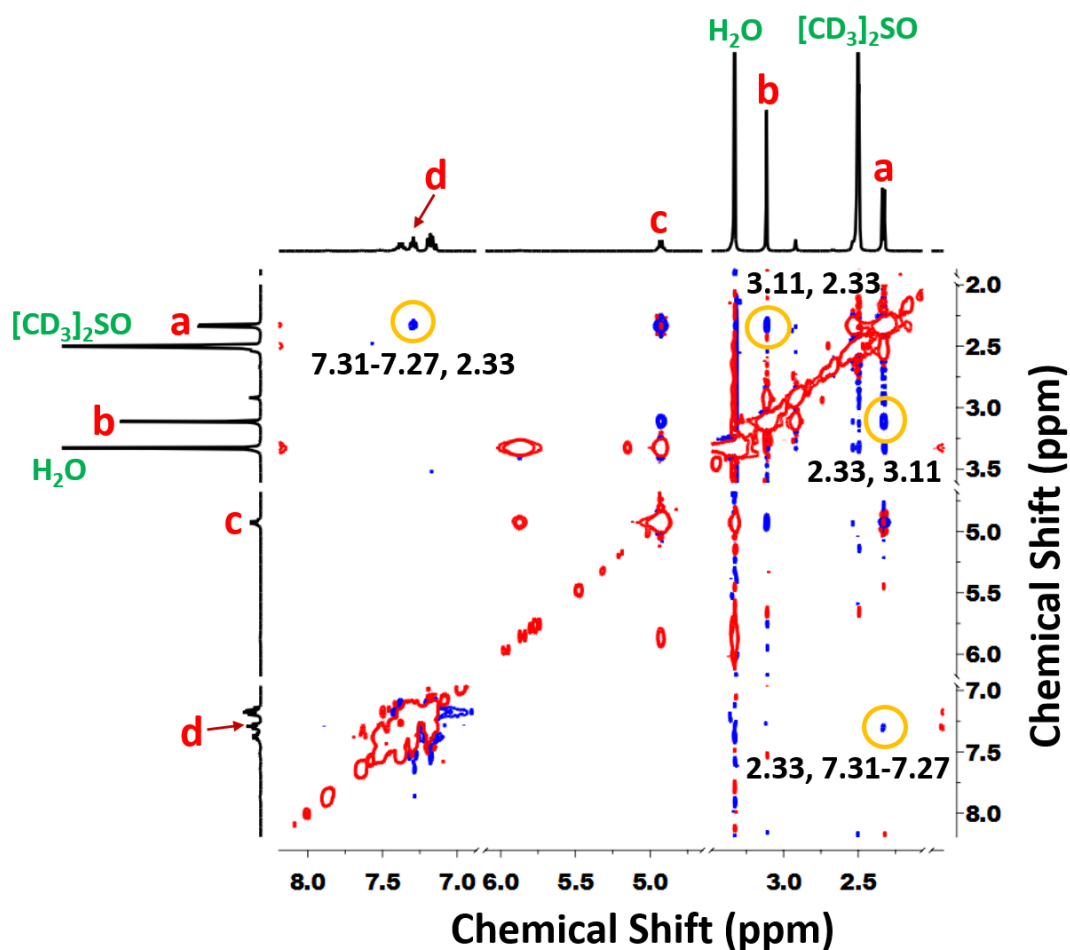 H2O [CD3]2SO
b
d
a
c
3.11, 2.33
2.0
[CD3]2SO
a
7.31-7.27, 2.33
2.5
b
3.0
H2O
2.33, 3.11
3.5
c
5.0
5.5
6.0
7.0
d
7.5
2.33, 7.31-7.27
8.0
8.0 7.5 7.0 6.0 5.5 5.0 3.0 2.5
Chemical Shift (ppm)
Chemical Shift (ppm)